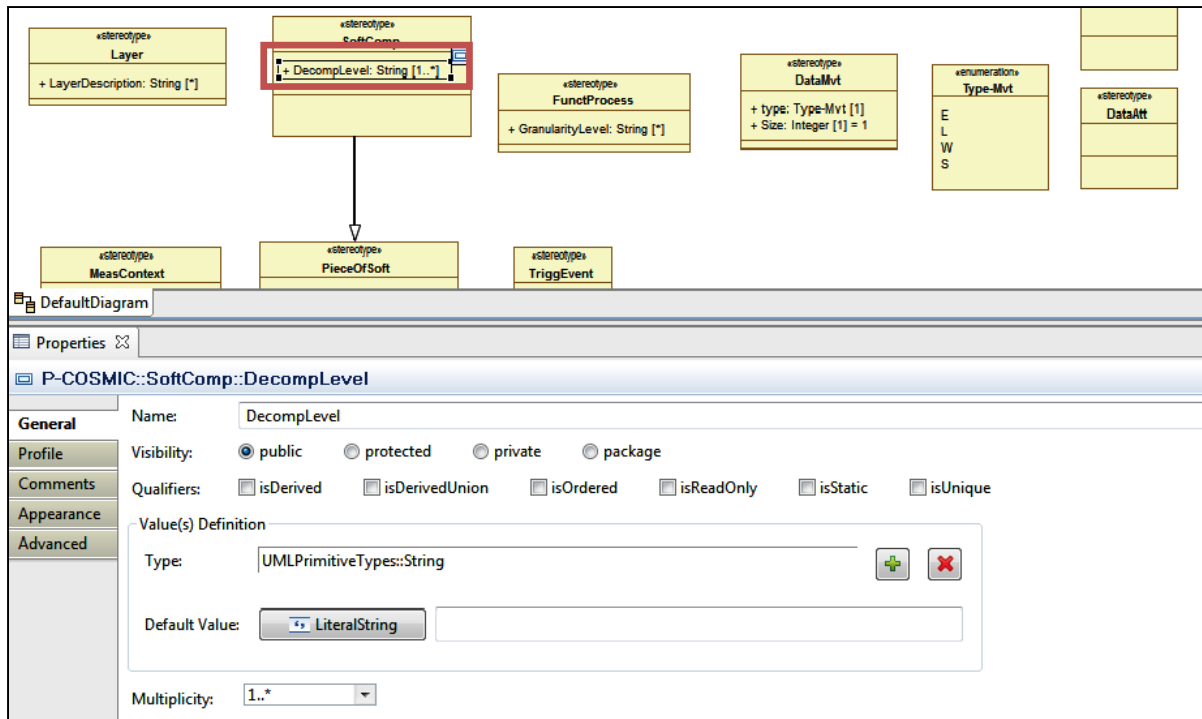 «stereotype»
Layer
+ LayerDescription: String [*]
«stereotype»
SoftComp
+ DecompLevel: String [1..*]
«stereotype»
FunctProcess
+ GranularityLevel: String [*]
«stereotype»
DataMvt
+ type: Type-Mvt [1]
+ Size: Integer [1] = 1
«enumeration»
Type-Mvt
E
L
W
S
«stereotype»
DataAtt
«stereotype»
MeasContext
«stereotype»
PieceOfSoft
«stereotype»
TriggEvent
DefaultDiagram
Properties
P-COSMIC::SoftComp::DecompLevel
General
Profile
Comments
Appearance
Advanced
Name: DecompLevel
Visibility: public protected private package
Qualifiers: isDerived isDerivedUnion isOrdered isReadOnly isStatic isUnique
Value(s) Definition
Type: UMLPrimitiveTypes::String
Default Value: LiteralString
Multiplicity: 1..*